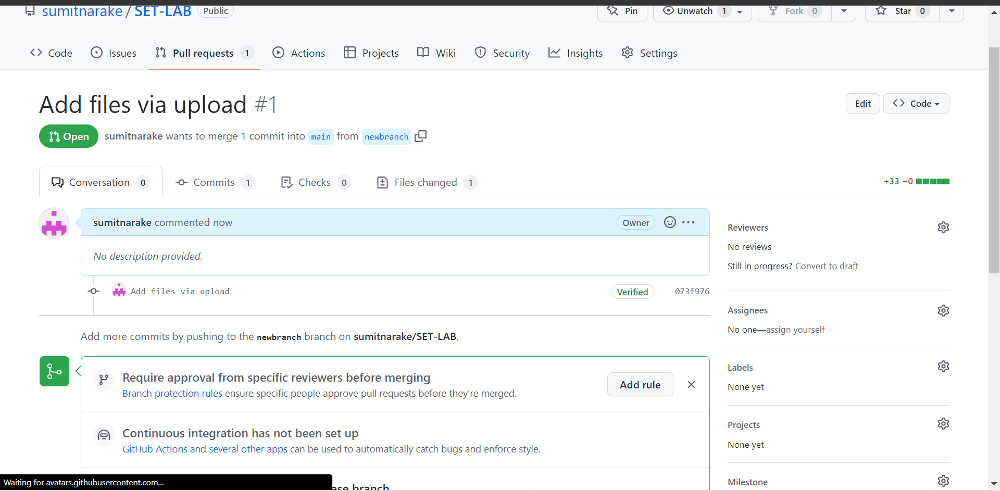 sumitnarake / SET-LAB Public Pin Unwatch 1 Fork 0 Star 0
Code Issues Pull requests 1 Actions Projects Wiki Security Insights Settings
Add files via upload #1 Edit Code
Open sumitnarake wants to merge 1 commit into main from newbranch
Conversation 0 Commits 1 Checks 0 Files changed 1 +33 −0
sumitnarake commented now Owner
No description provided.
Add files via upload Verified 073f976
Add more commits by pushing to the newbranch branch on sumitnarake/SET-LAB.
Require approval from specific reviewers before merging
Branch protection rules ensure specific people approve pull requests before they're merged.
Add rule
Continuous integration has not been set up
GitHub Actions and several other apps can be used to automatically catch bugs and enforce style.
branch
Reviewers
No reviews
Still in progress? Convert to draft
Assignees
No one—assign yourself
Labels
None yet
Projects
None yet
Milestone
Waiting for avatars.githubusercontent.com...